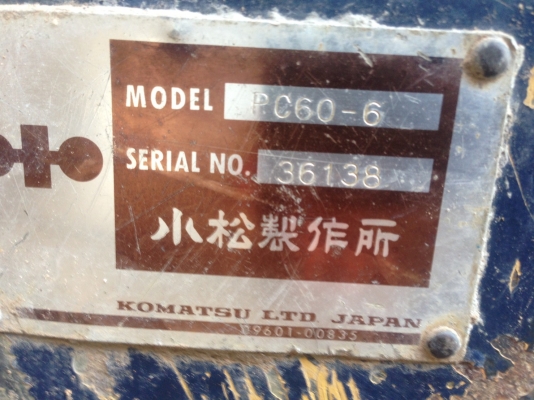 MODEL PC60-6
SERIAL NO. 36138
小松製作所
KOMATSU LTD JAPAN
09601-00835